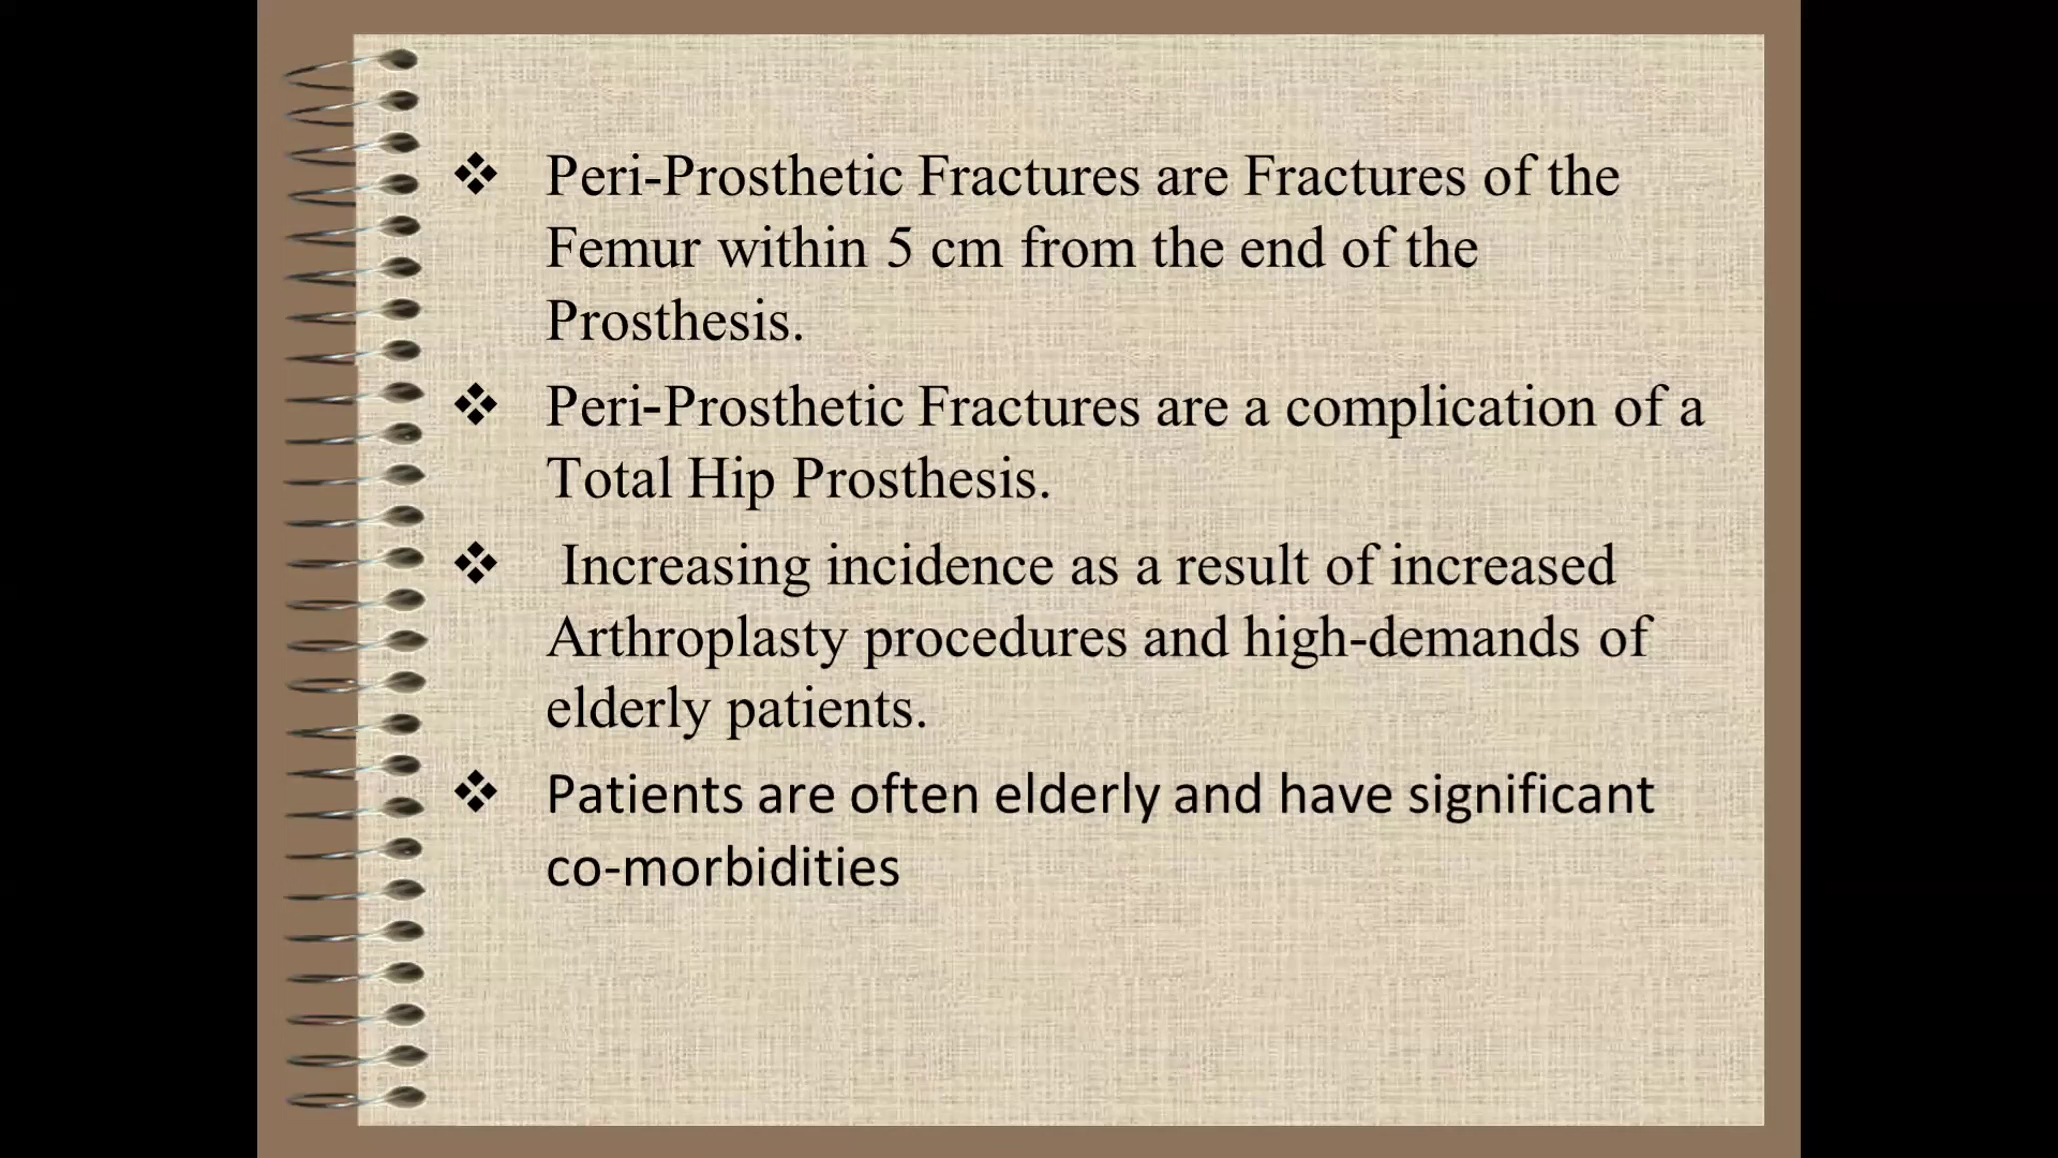 ❖ Peri-Prosthetic Fractures are Fractures of the
Femur within 5 cm from the end of the
Prosthesis.
❖ Peri-Prosthetic Fractures are a complication of a
Total Hip Prosthesis.
❖ Increasing incidence as a result of increased
Arthroplasty procedures and high-demands of
elderly patients.
❖ Patients are often elderly and have significant
co-morbidities